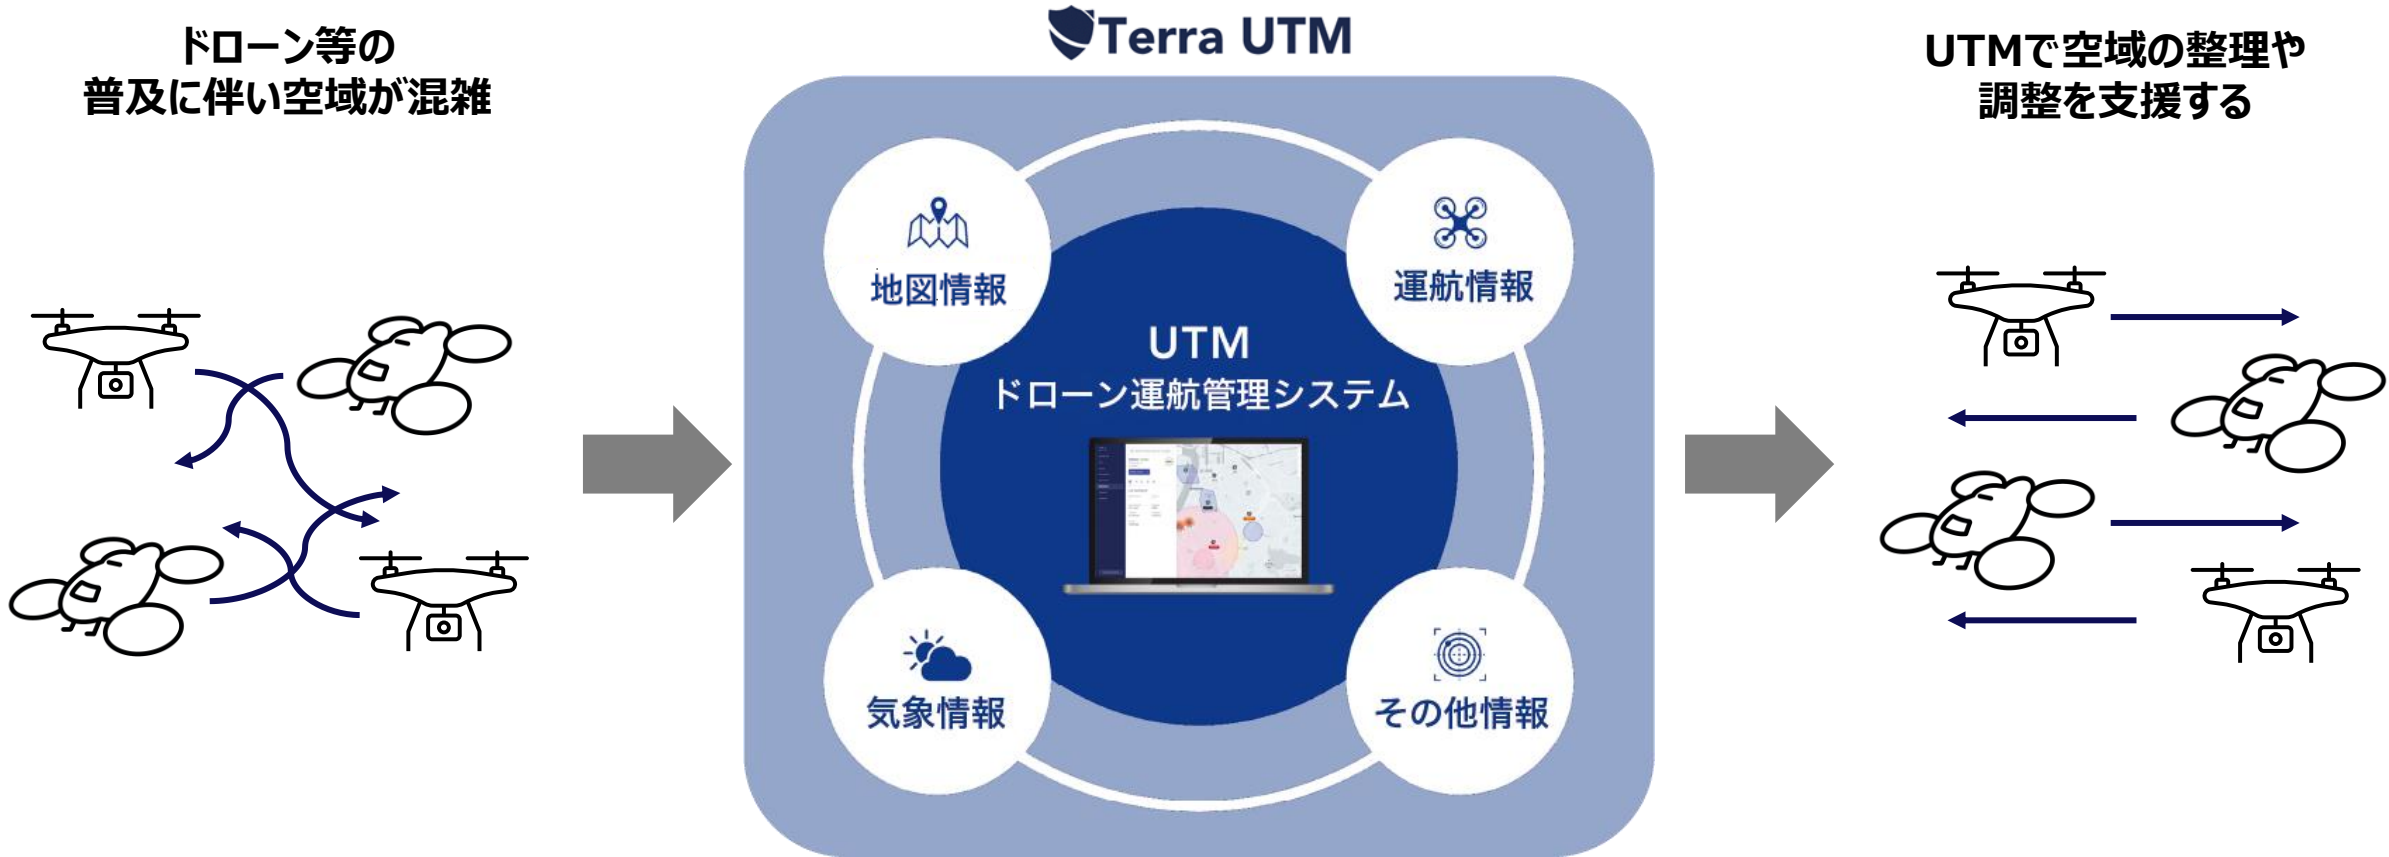 ドローン等の
普及に伴い空域が混雑
Terra UTM
地図情報
運航情報
UTM
ドローン運航管理システム
気象情報
その他情報
UTMで空域の整理や
調整を支援する